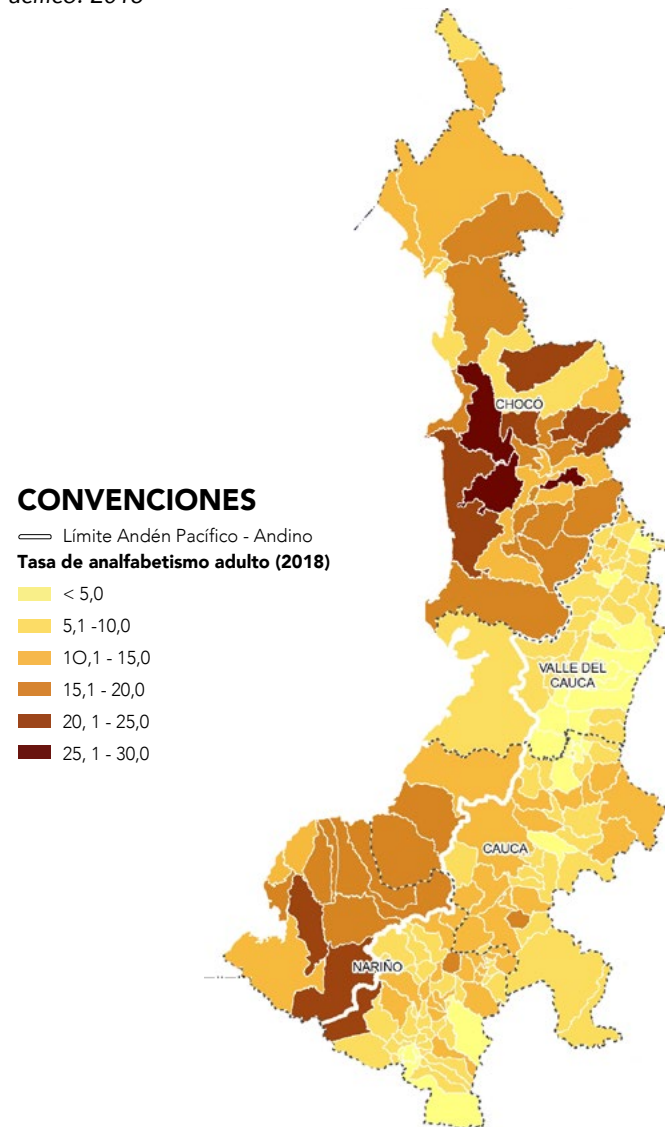 2018
CHOCÓ
CONVENCIONES
Límite Andén Pacífico - Andino
Tasa de analfabetismo adulto (2018)
< 5,0
5,1 -10,0
1O,1 - 15,0
15,1 - 20,0
20, 1 - 25,0
25, 1 - 30,0
VALLE DEL
CAUCA
CAUCA
NARIÑO